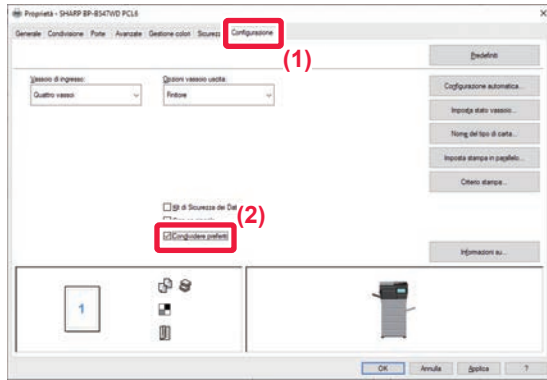 Proprietà - SHARP BP-B547WD PCL6
Generale Condivisione Porte Avanzate Gestione colori Sicurezza Configurazione
(1)
Predefiniti
Vassoio di ingresso:
Opzioni vassoio uscita:
Quattro vassoi
Finitore
Configurazione automatica...
Imposta stato vassoio...
Nome del tipo di carta...
Imposta stampa in parallelo...
Criterio stampa...
Kit di Sicurezza dei Dati
(2)
Condividere preferiti
Informazioni su...
1
OK Annulla Applica ?